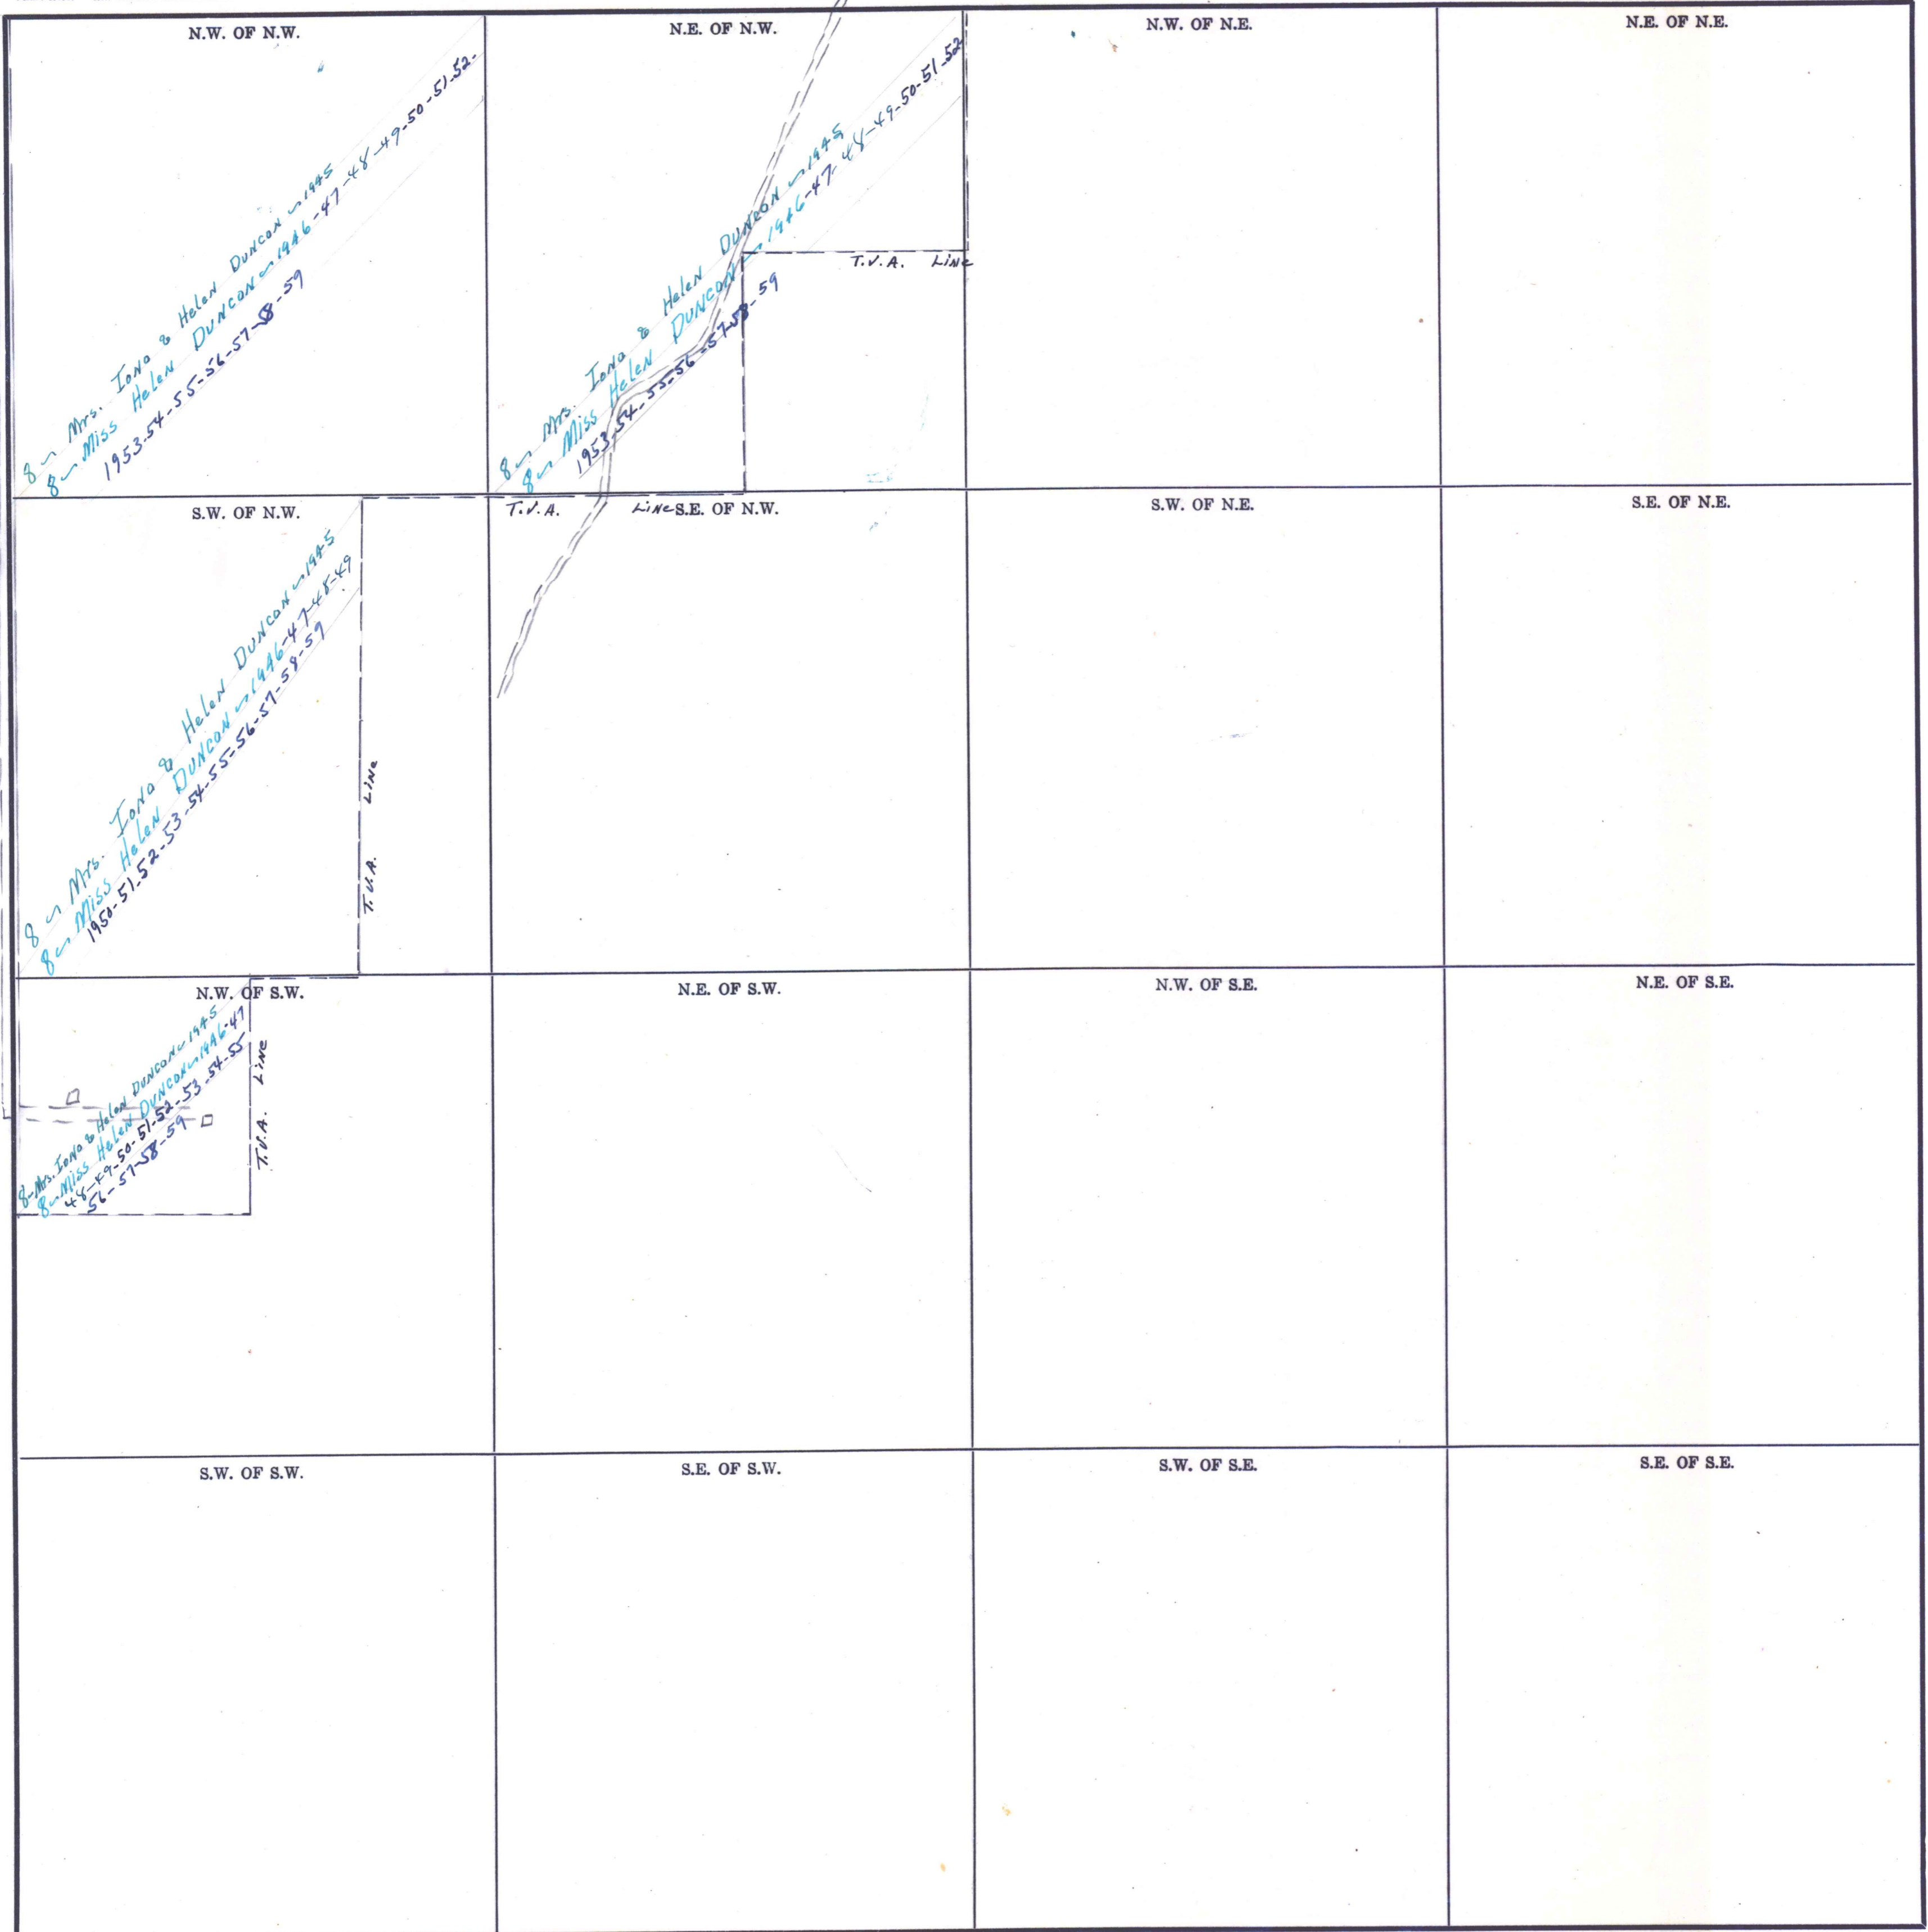 N.W. OF N.W.
8 ~ Mrs. Iona & Helen Duncan ~ 1945
8 ~ Miss Helen Duncan ~ 1946-47-48-49-50-51-52-
1953-54-55-56-57-58-59
N.E. OF N.W.
8 ~ Mrs. Iona & Helen Duncan ~ 1945
8 ~ Miss Helen Duncan ~ 1946-47-48-49-50-51-52
1953-54-55-56-57-58-59
T.V.A. Line
N.W. OF N.E.
N.E. OF N.E.
S.W. OF N.W.
8 ~ Mrs. Iona & Helen Duncan ~ 1945
8 ~ Miss Helen Duncan ~ 1946-47-48-49
1950-51-52-53-54-55-56-57-58-59
T.V.A. Line
T.V.A. Line
S.E. OF N.W.
S.W. OF N.E.
S.E. OF N.E.
N.W. OF S.W.
8-Mrs. Iona & Helen Duncan ~ 1945
8 ~ Miss Helen Duncan ~ 1946-47
48-49-50-51-52-53-54-55
56-57-58-59
T.V.A. Line
N.E. OF S.W.
N.W. OF S.E.
N.E. OF S.E.
S.W. OF S.W.
S.E. OF S.W.
S.W. OF S.E.
S.E. OF S.E.